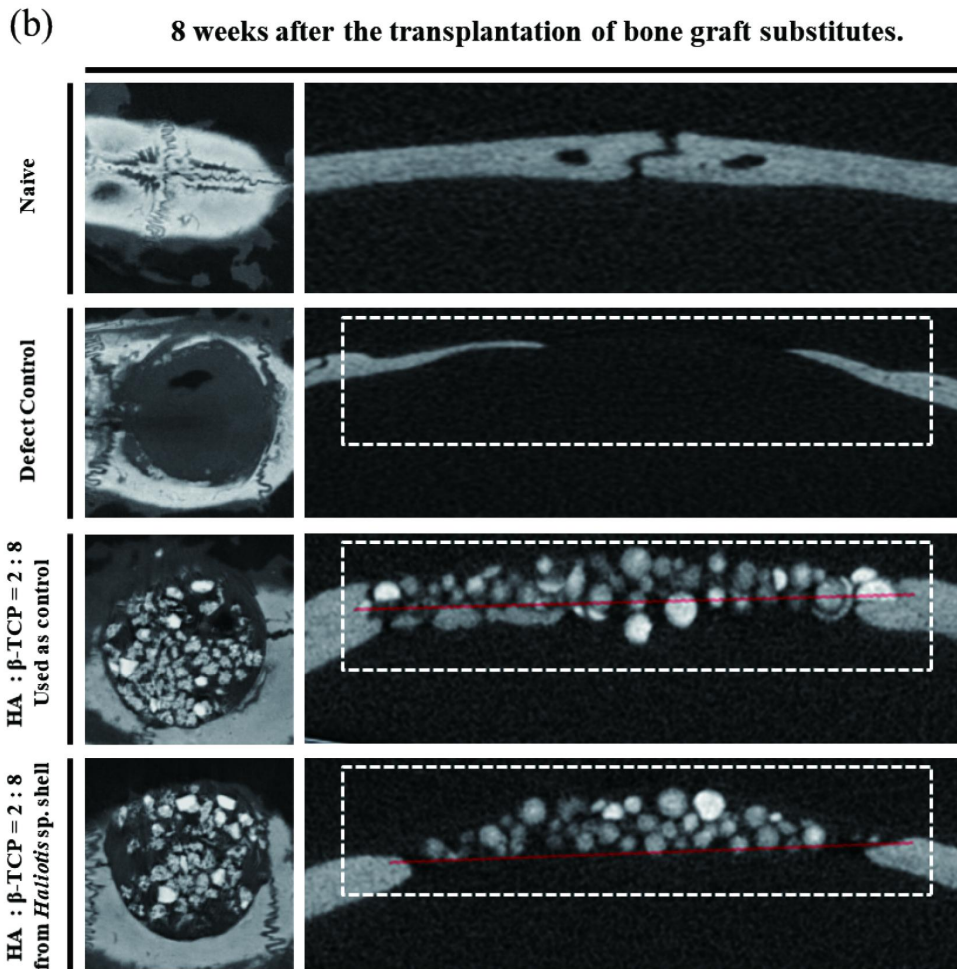 (b)
8 weeks after the transplantation of bone graft substitutes.
Naive
Defect Control
HA : β-TCP = 2 : 8
Used as control
HA : β-TCP = 2 : 8
from Haliotis sp. shell